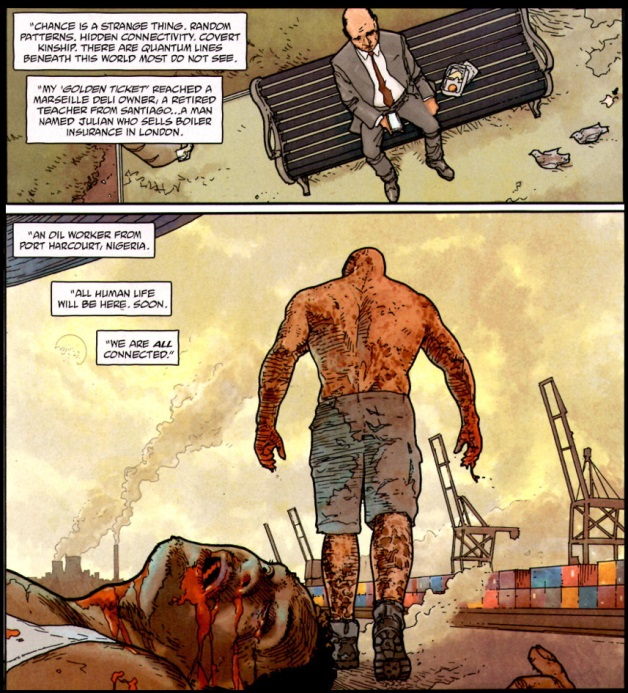 "CHANCE IS A STRANGE THING. RANDOM
PATTERNS, HIDDEN CONNECTIVITY. COVERT
KINSHIP. THERE ARE QUANTUM LINES
BENEATH THIS WORLD MOST DO NOT SEE.
"MY 'GOLDEN TICKET' REACHED A
MARSEILLE DELI OWNER; A RETIRED
TEACHER FROM SANTIAGO...A MAN
NAMED JULIAN WHO SELLS BOILER
INSURANCE IN LONDON.
"AN OIL WORKER FROM
PORT HARCOURT, NIGERIA.
"ALL HUMAN LIFE
WILL BE HERE. SOON.
"WE ARE ALL
CONNECTED."